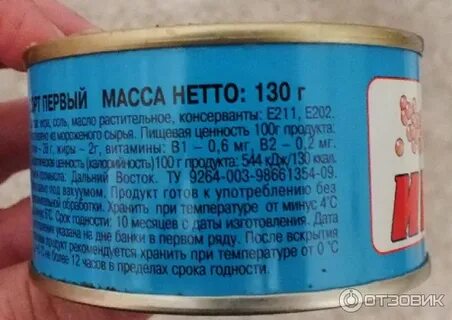 СОРТ ПЕРВЫЙ МАССА НЕТТО: 130 г
икра, соль, масло растительное, консерванты: Е211, Е202.
из мороженого сырья. Пищевая ценность 100г продукта:
жиры - 2г, витамины: В1 – 0,6 мг, В2 – 0,2 мг.
ценность (калорийность)100 г продукта: 544 кДж/130 ккал.
Дальний Восток. ТУ 9264-003-98661354-09.
под вакуумом. Продукт готов к употреблению без
обработки. Хранить при температуре от минус 4°С
6°С. Срок годности: 10 месяцев с даты изготовления. Дата
указана на дне банки в первом ряду. После вскрытия
продукт рекомендуется хранить при температуре от 0 °С
не более 12 часов в пределах срока годности.
И
ОТЗОВИК